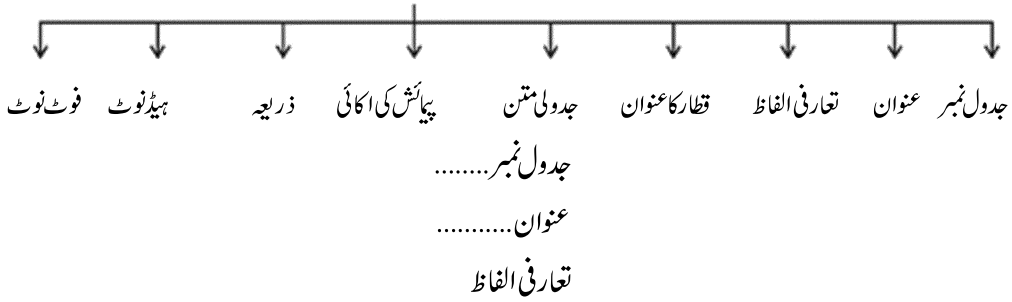 جدول نمبر عنوان تعارفی الفاظ قطار کا عنوان جدولی متن پیمائش کی اکائی ذریعہ ہیڈ نوٹ فوٹ نوٹ
جدول نمبر........
عنوان...........
تعارفی الفاظ